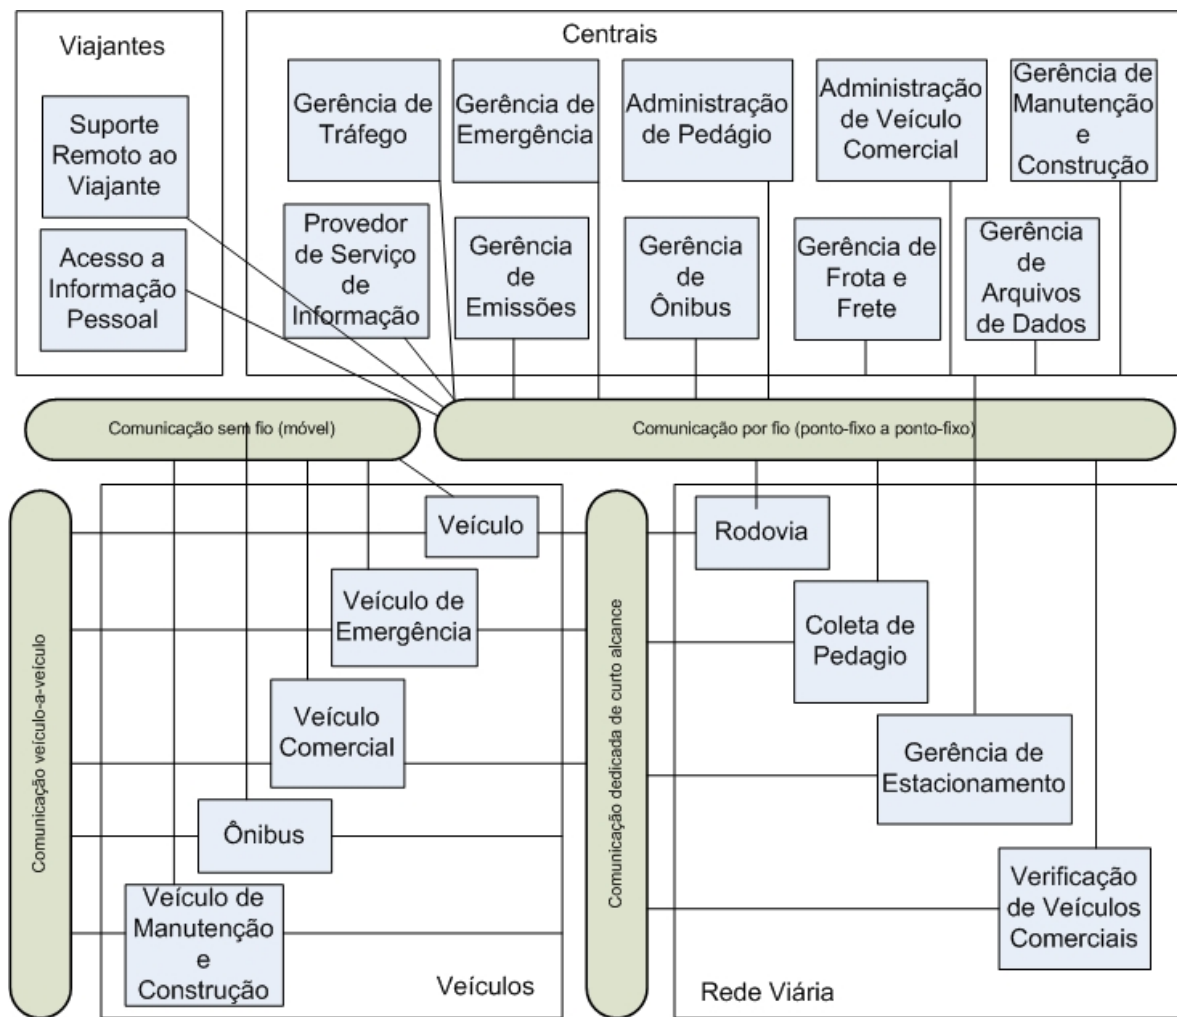 Viajantes
Suporte
Remoto ao
Viajante
Acesso a
Informação
Pessoal
Centrais
Gerência de
Tráfego
Gerência de
Emergência
Administração
de Pedágio
Administração
de Veículo
Comercial
Gerência de
Manutenção
e
Construção
Provedor
de Serviço
de
Informação
Gerência
de
Emissões
Gerência
de
Ônibus
Gerência de
Frota e
Frete
Gerência
de
Arquivos
de Dados
Comunicação sem fio (móvel)
Comunicação por fio (ponto-fixo a ponto-fixo)
Comunicação veículo-a-veículo
Veículo
Veículo de
Emergência
Veículo
Comercial
Ônibus
Veículo de
Manutenção
e
Construção
Veículos
Comunicação dedicada de curto alcance
Rodovia
Coleta de
Pedagio
Gerência de
Estacionamento
Verificação
de Veículos
Comerciais
Rede Viária